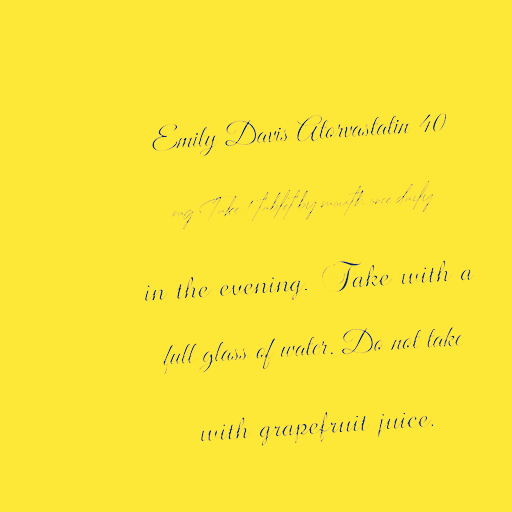 Emily Davis Atorvastatin 40
mg Take 1 tablet by mouth once daily
in the evening. Take with a
full glass of water. Do not take
with grapefruit juice.